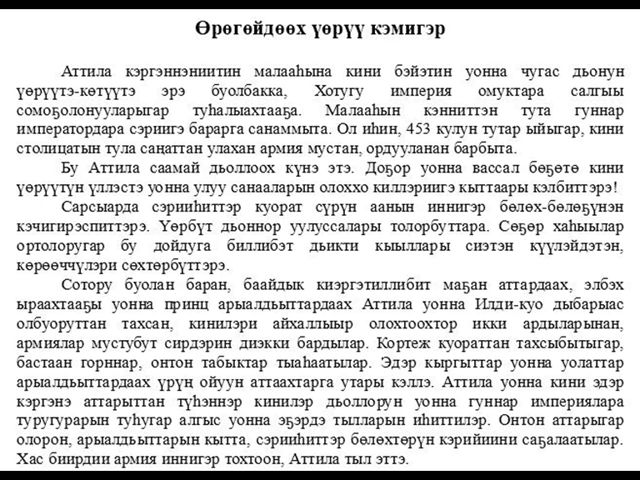 Өрөгөйдөөх үөрүү кэмигэр
Аттила кэргэннэниитин малааһына кини бэйэтин уонна чугас дьонун
үөрүүтэ-көтүүтэ эрэ буолбакка, Хотугу империя омуктара салгыы
сомоҕолонууларыгар туһалыахтааҕа. Малааһын кэнниттэн тута гуннар
императордара сэриигэ барарга санаммыта. Ол иһин, 453 кулун тутар ыйыгар, кини
столицатын тула саҥаттан улахан армия мустан, ордууланан барбыта.
Бу Аттила саамай дьоллоох күнэ этэ. Доҕор уонна вассал бөҕөтө кини
үөрүүтүн үллэстэ уонна улуу санааларын олоххо киллэриигэ кыттаары кэлбиттэрэ!
Сарсыарда сэрииһиттэр куорат сүрүн аанын иннигэр бөлөх-бөлөҕүнэн
кэчигирэспиттэрэ. Үөрбүт дьоннор уулуссалары толорбуттара. Сөҕөр хаһыылар
ортолоругар бу дойдуга биллибэт дьикти кыыллары сиэтэн күүлэйдэтэн,
көрөөччүлэри сөхтөрбүттэрэ.
Сотору буолан баран, баайдык киэргэтиллибит маҕан аттардаах, элбэх
ыраахтааҕы уонна принц арыалдьыттардаах Аттила уонна Илди-куо дыбарыас
олбуоруттан тахсан, кинилэри айхаллыыр олохтоохтор икки ардыларынан,
армиялар мустубут сирдэрин диэкки бардылар. Кортеж куораттан тахсыбытыгар,
бастаан горннар, онтон табыктар тыаһаатылар. Эдэр кыргыттар уонна уолаттар
арыалдьыттардаах үрүҥ ойуун аттаахтарга утары кэллэ. Аттила уонна кини эдэр
кэргэнэ аттарыттан түһэннэр кинилэр дьоллорун уонна гуннар империялара
туругурарын туһугар алгыс уонна эҕэрдэ тылларын иһиттилэр. Онтон аттарыгар
олорон, арыалдьыттарын кытта, сэрииһиттэр бөлөхтөрүн кэрийиини саҕалаатылар.
Хас биирдии армия иннигэр тохтоон, Аттила тыл эттэ.